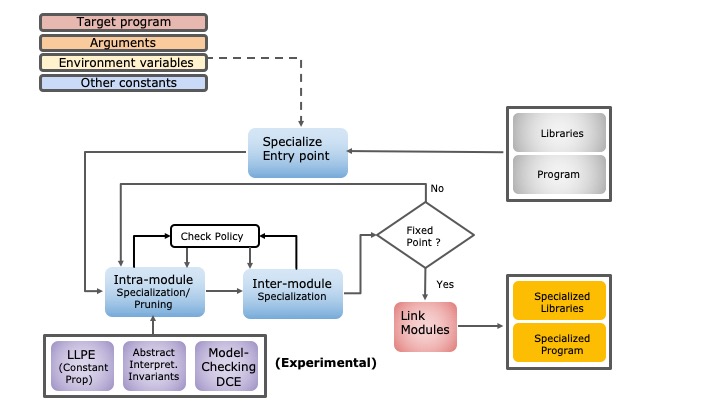 Target program
Arguments
Environment variables
Other constants
Specialize
Entry point
Libraries
Program
No
Check Policy
Fixed
Point ?
Intra-module
Specialization/
Pruning
Inter-module
Specialization
Yes
Link
Modules
Specialized
Libraries
Specialized
Program
LLPE
(Constant
Prop)
Abstract
Interpret.
Invariants
Model-
Checking
DCE
(Experimental)